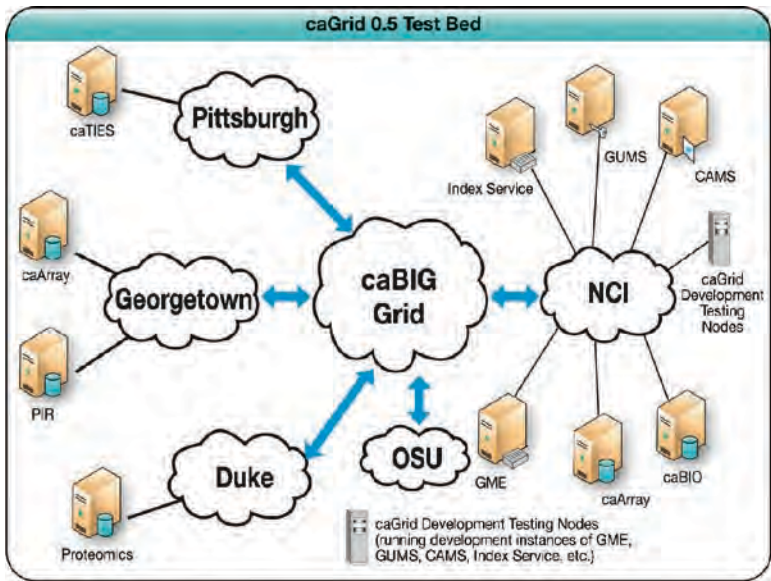 caGrid 0.5 Test Bed
caTIES
Pittsburgh
Index Service
GUMS
CAMS
caArray
Georgetown
caBIG
Grid
NCI
caGrid
Development
Testing
Nodes
PIR
Duke
OSU
GME
caArray
caBIO
Proteomics
caGrid Development Testing Nodes
(running development instances of GME,
GUMS, CAMS, Index Service, etc.)